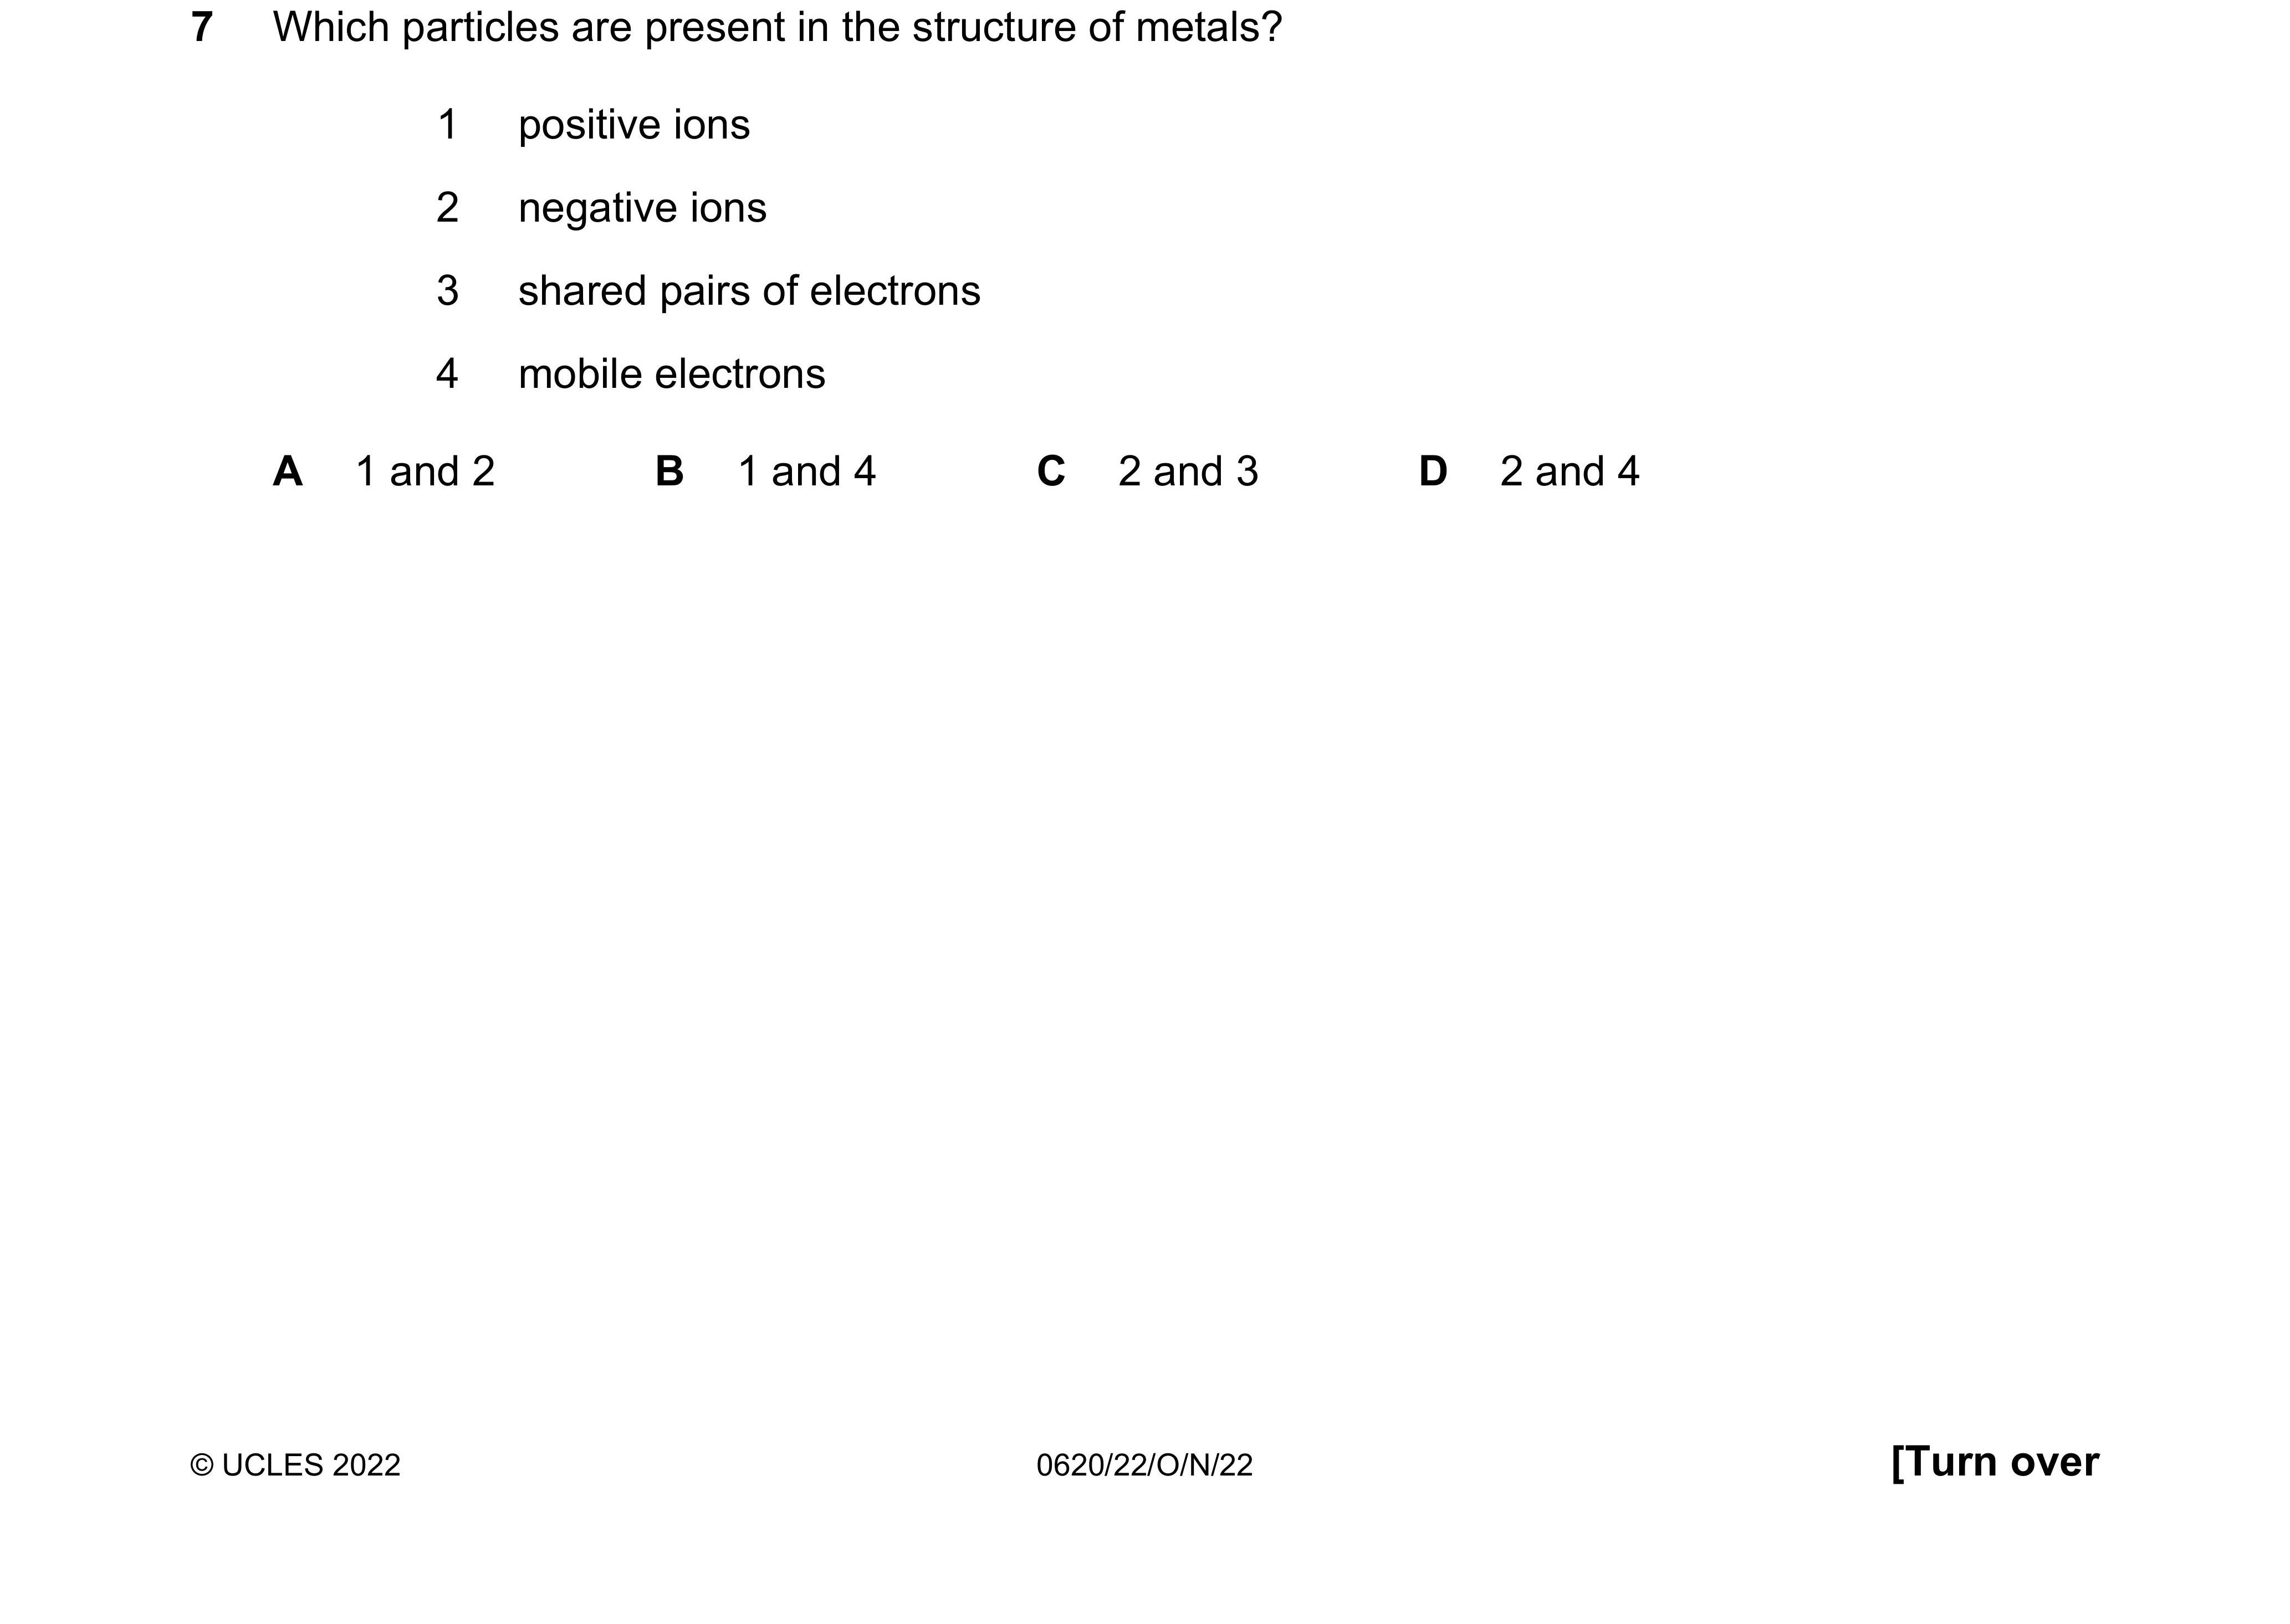 7 Which particles are present in the structure of metals?
1 positive ions
2 negative ions
3 shared pairs of electrons
4 mobile electrons
A 1 and 2 B 1 and 4 C 2 and 3 D 2 and 4
© UCLES 2022 0620/22/O/N/22 [Turn over